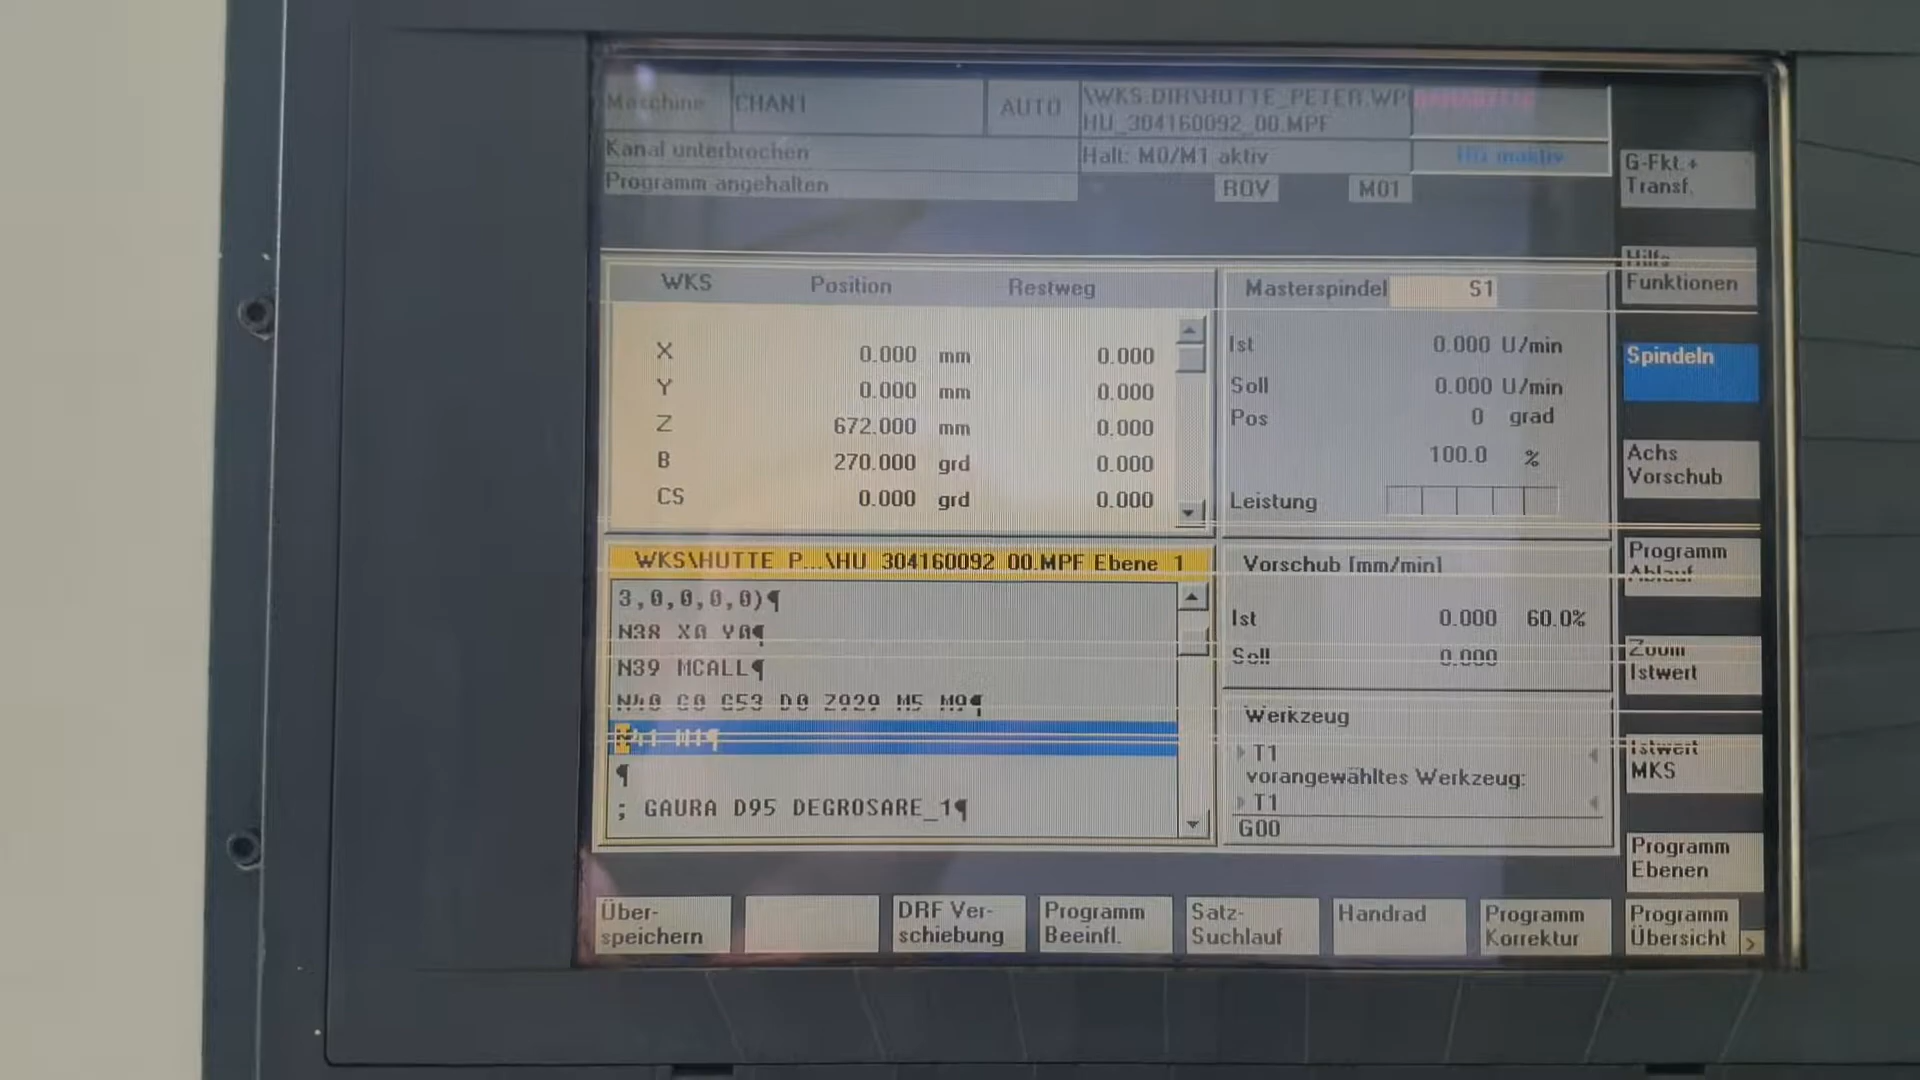 Maschine CHAN1 AUTO \WKS.DIR\HUTTE_PETER.WP
HU_304160092_00.MPF
Kanal unterbrochen Halt: M0/M1 aktiv
Programm angehalten ROV M01
G-Fkt.+
Transf.
Hilfs
Funktionen
Spindeln
Achs
Vorschub
Programm
Ablauf
Zoom
Istwert
Istwert
MKS
Programm
Ebenen
WKS Position Restweg
X 0.000 mm 0.000
Y 0.000 mm 0.000
Z 672.000 mm 0.000
B 270.000 grd 0.000
CS 0.000 grd 0.000
Masterspindel S1
Ist 0.000 U/min
Soll 0.000 U/min
Pos 0 grad
100.0 %
Leistung
WKS\HUTTE P...\HU 304160092 00.MPF Ebene 1
3,0,0,0,0)¶
N38 X0 Y0¶
N39 MCALL¶
N40 G0 G53 D0 Z929 M5 M9¶
N41 M1¶
¶
; GAURA D95 DEGROSARE_1¶
Vorschub [mm/min]
Ist 0.000 60.0%
Soll 0.000
Werkzeug
T1
vorangewähltes Werkzeug:
T1
G00
Über-
speichern
DRF Ver-
schiebung
Programm
Beeinfl.
Satz-
Suchlauf
Handrad
Programm
Korrektur
Programm
Übersicht >